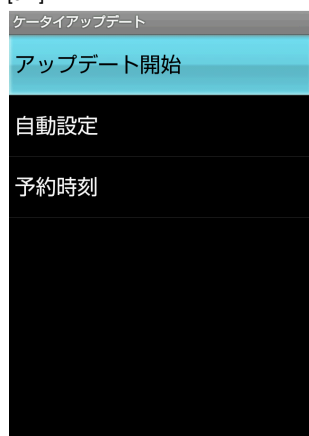 ケータイアップデート
アップデート開始
自動設定
予約時刻